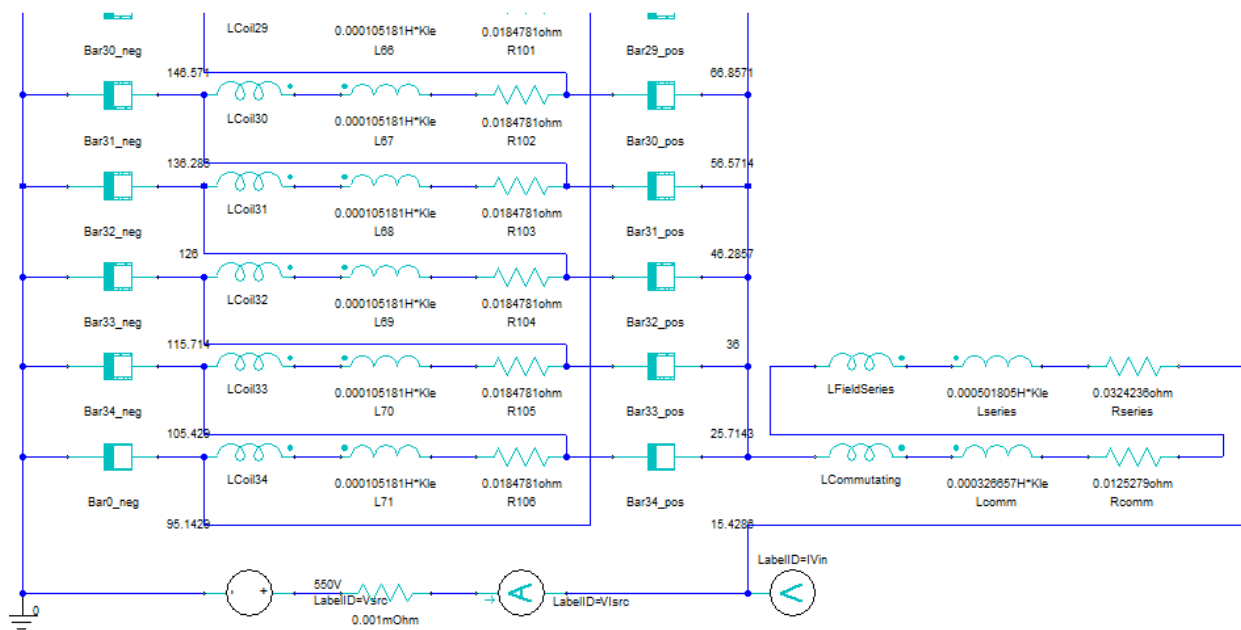 LCoil29 0.000105181H*Kle 0.0184781ohm
Bar30_neg L66 R101 Bar29_pos
146.571 66.8571
LCoil30 0.000105181H*Kle 0.0184781ohm
Bar31_neg L67 R102 Bar30_pos
136.286 56.5714
LCoil31 0.000105181H*Kle 0.0184781ohm
Bar32_neg L68 R103 Bar31_pos
126 46.2857
LCoil32 0.000105181H*Kle 0.0184781ohm
Bar33_neg L69 R104 Bar32_pos
115.714 36
LCoil33 0.000105181H*Kle 0.0184781ohm LFieldSeries 0.000501805H*Kle 0.0324236ohm
Bar34_neg L70 R105 Bar33_pos Lseries Rseries
105.429 25.7143
LCoil34 0.000105181H*Kle 0.0184781ohm LCommutating 0.000326657H*Kle 0.0125279ohm
Bar0_neg L71 R106 Bar34_pos Lcomm Rcomm
95.1429 15.4286
LabelID=IVin
550V
LabelID=Vsrc LabelID=VIsrc
0 0.001mOhm
- + A V